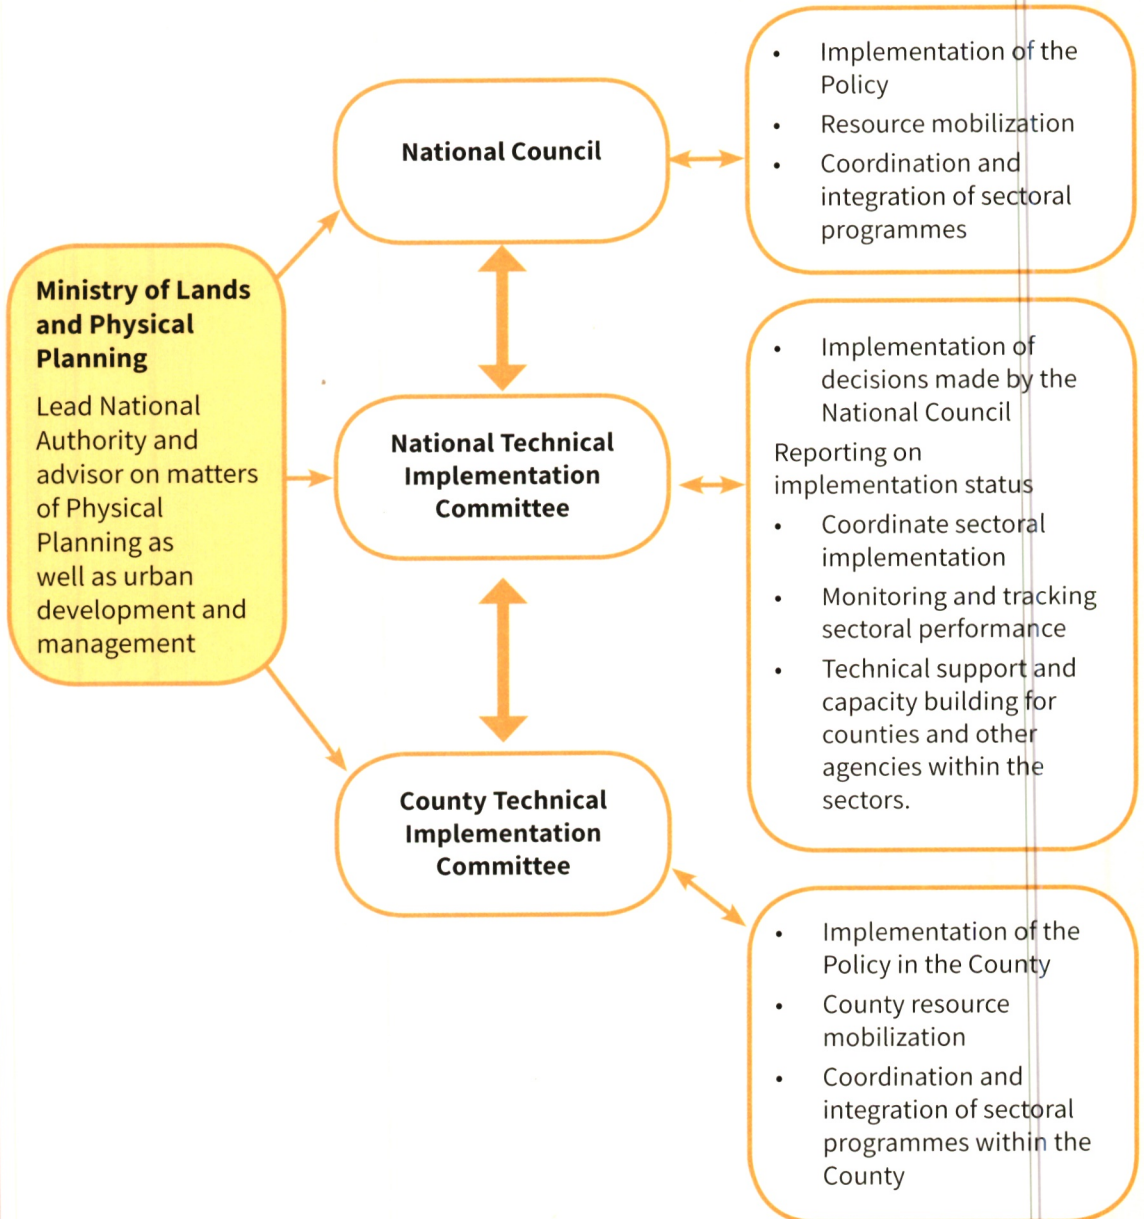 Ministry of Lands
and Physical
Planning
Lead National
Authority and
advisor on matters
of Physical
Planning as
well as urban
development and
management
National Council
• Implementation of the
Policy
• Resource mobilization
• Coordination and
integration of sectoral
programmes
National Technical
Implementation
Committee
• Implementation of
decisions made by the
National Council
Reporting on
implementation status
• Coordinate sectoral
implementation
• Monitoring and tracking
sectoral performance
• Technical support and
capacity building for
counties and other
agencies within the
sectors.
County Technical
Implementation
Committee
• Implementation of the
Policy in the County
• County resource
mobilization
• Coordination and
integration of sectoral
programmes within the
County